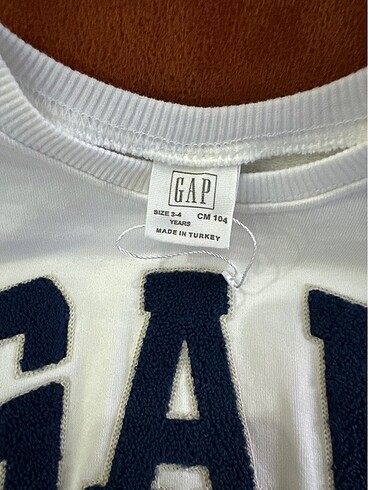 GAP
SIZE 3-4 CM 104
YEARS
MADE IN TURKEY
GAP